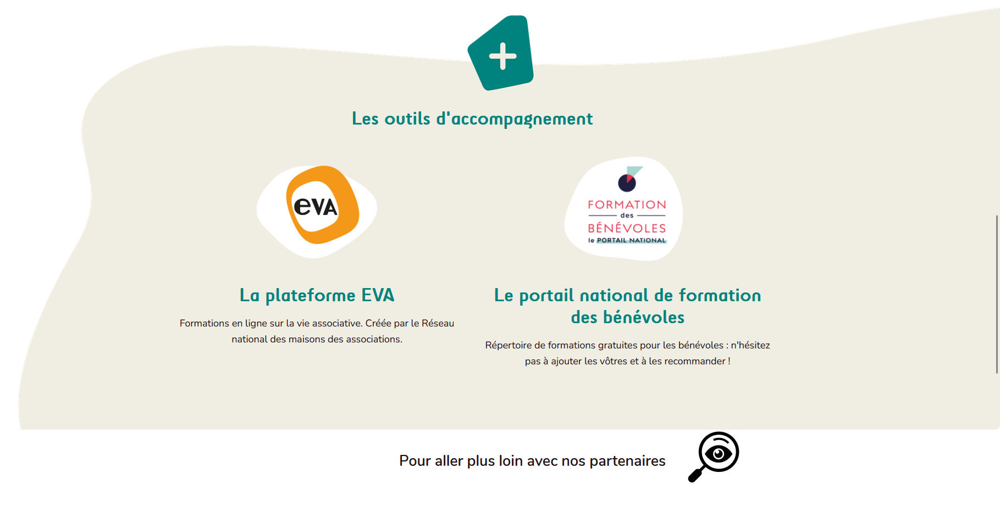 Les outils d'accompagnement
eVA
FORMATION
des
BÉNÉVOLES
le PORTAIL NATIONAL
La plateforme EVA
Formations en ligne sur la vie associative. Créée par le Réseau
national des maisons des associations.
Le portail national de formation
des bénévoles
Répertoire de formations gratuites pour les bénévoles : n'hésitez
pas à ajouter les vôtres et à les recommander !
Pour aller plus loin avec nos partenaires